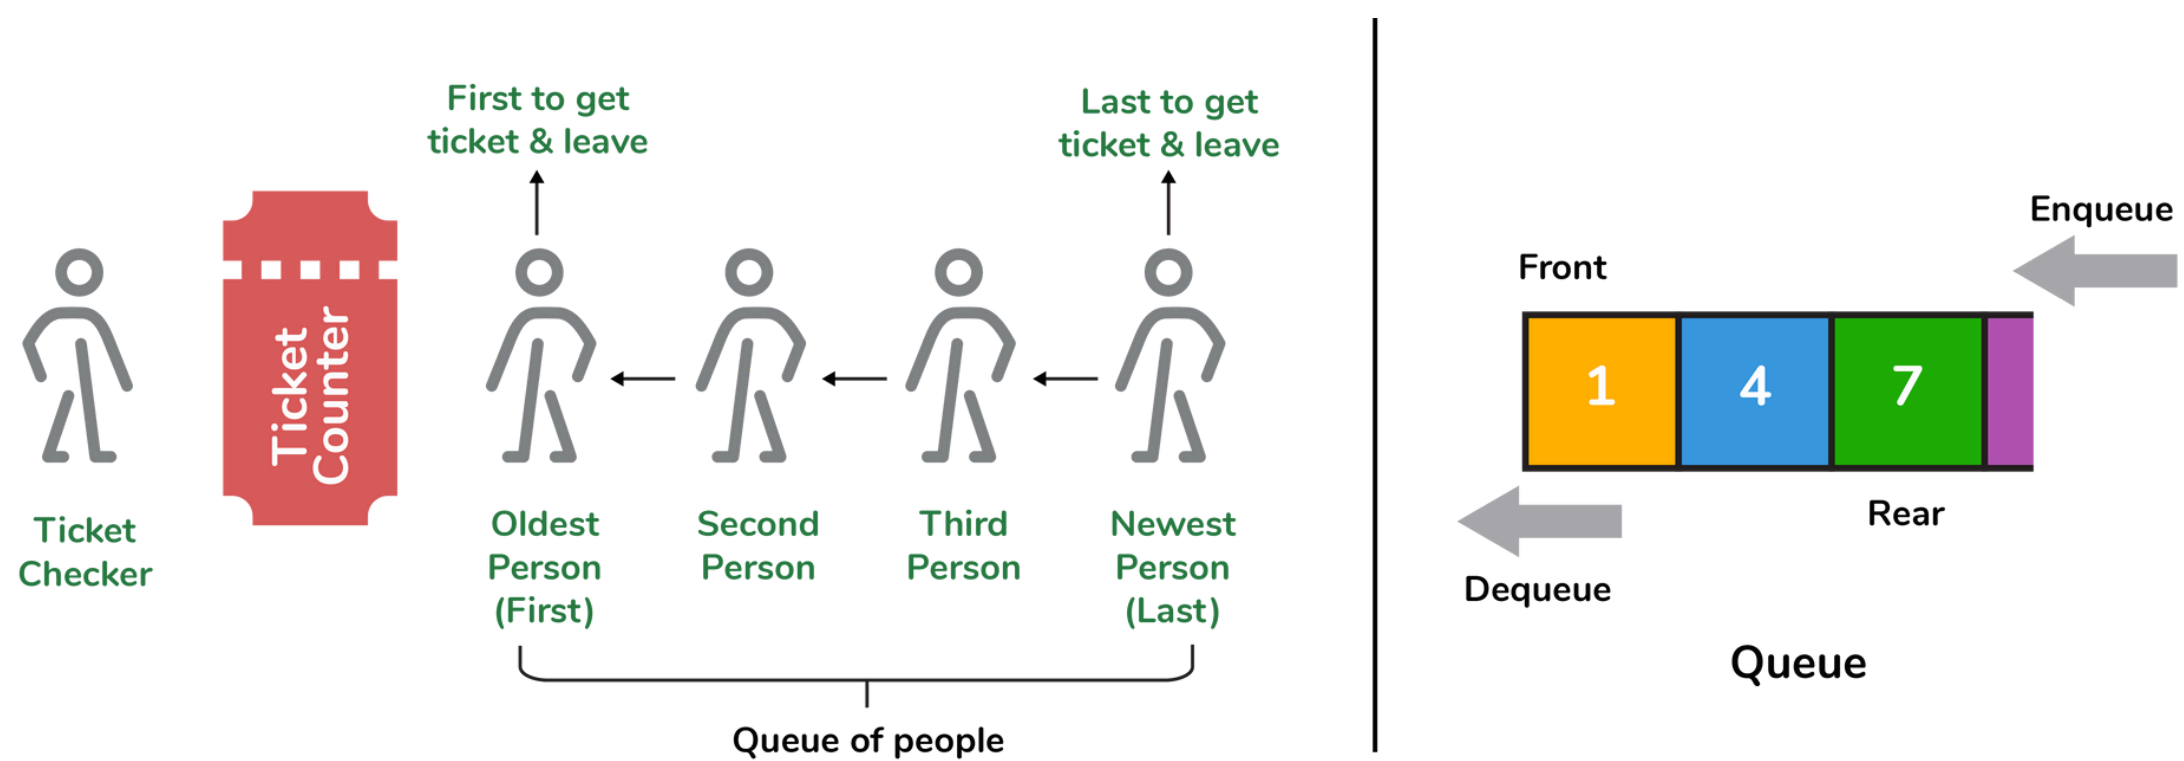 First to get
ticket & leave
Last to get
ticket & leave
Ticket
Counter
Ticket
Checker
Oldest
Person
(First)
Second
Person
Third
Person
Newest
Person
(Last)
Queue of people
Enqueue
Front
1 4 7
Rear
Dequeue
Queue